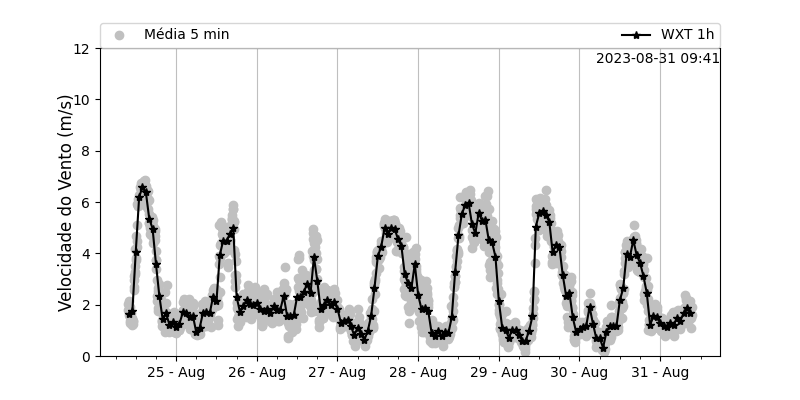 Média 5 min
WXT 1h
2023-08-31 09:41
Velocidade do Vento (m/s)
12
10
8
6
4
2
0
25 - Aug
26 - Aug
27 - Aug
28 - Aug
29 - Aug
30 - Aug
31 - Aug